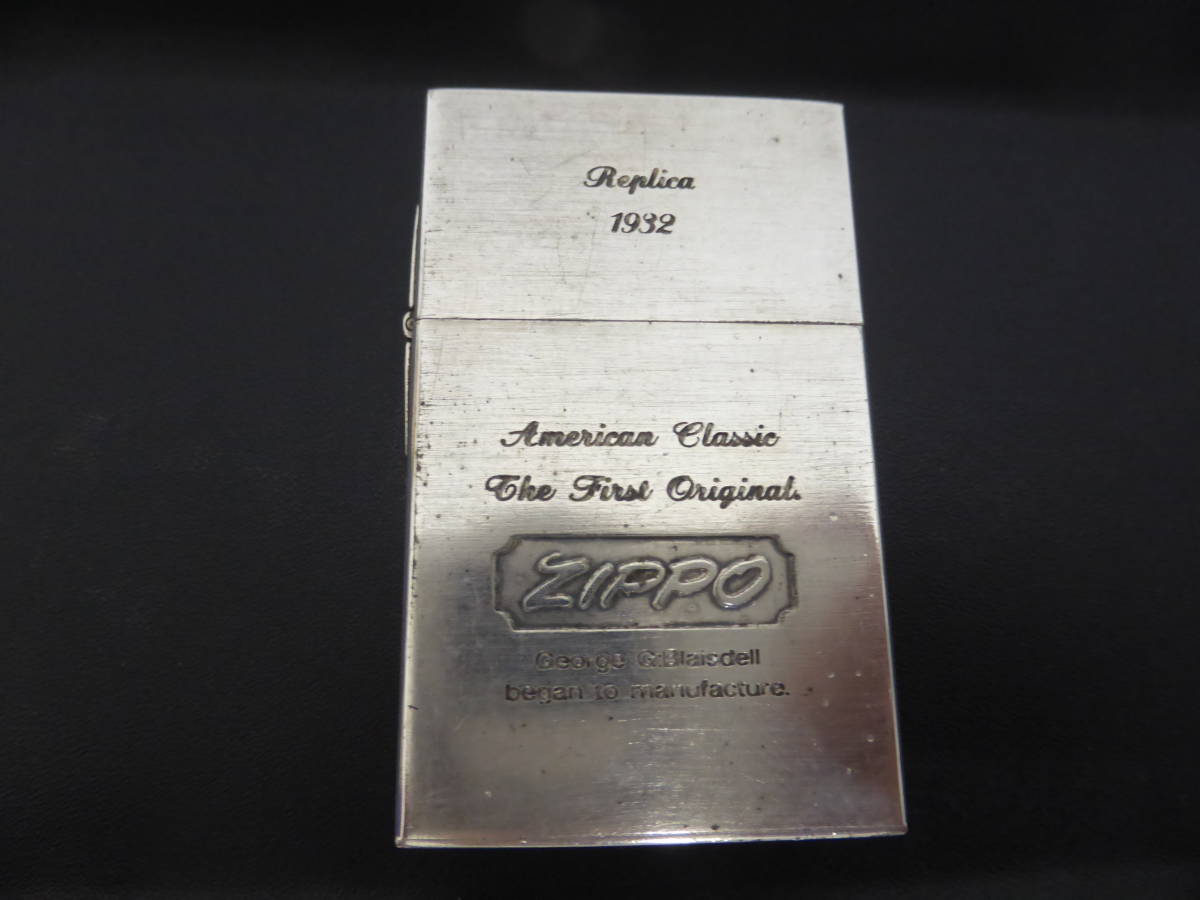 Replica
1932
American Classic
The First Original.
ZIPPO
George G.Blaisdell
began to manufacture.